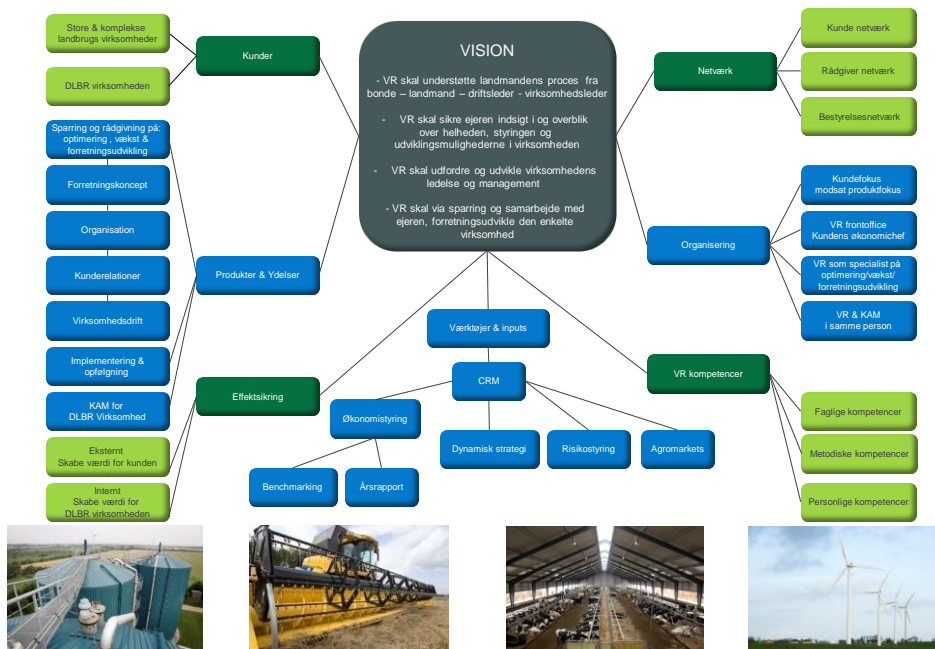 VISION
- VR skal understøtte landmandens proces fra
bonde – landmand – driftsleder - virksomhedsleder
- VR skal sikre ejeren indsigt i og overblik
over helheden, styringen og
udviklingsmulighederne i virksomheden
- VR skal udfordre og udvikle virksomhedens
ledelse og management
- VR skal via sparring og samarbejde med
ejeren, forretningsudvikle den enkelte
virksomhed
Kunder
Store & komplekse
landbrugs virksomheder
DLBR virksomheden
Produkter & Ydelser
Sparring og rådgivning på:
optimering , vækst &
forretningsudvikling
Forretningskoncept
Organisation
Kunderelationer
Virksomhedsdrift
Implementering &
opfølgning
KAM for
DLBR Virksomhed
Effektsikring
Eksternt
Skabe værdi for kunden
Internt
Skabe værdi for
DLBR virksomheden
Værktøjer & inputs
CRM
Økonomistyring
Benchmarking
Årsrapport
Dynamisk strategi
Risikostyring
Agromarkets
Netværk
Kunde netværk
Rådgiver netværk
Bestyrelsesnetværk
Organisering
Kundefokus
modsat produktfokus
VR frontoffice
Kundens økonomichef
VR som specialist på
optimering/vækst/
forretningsudvikling
VR & KAM
i samme person
VR kompetencer
Faglige kompetencer
Metodiske kompetencer
Personlige kompetencer